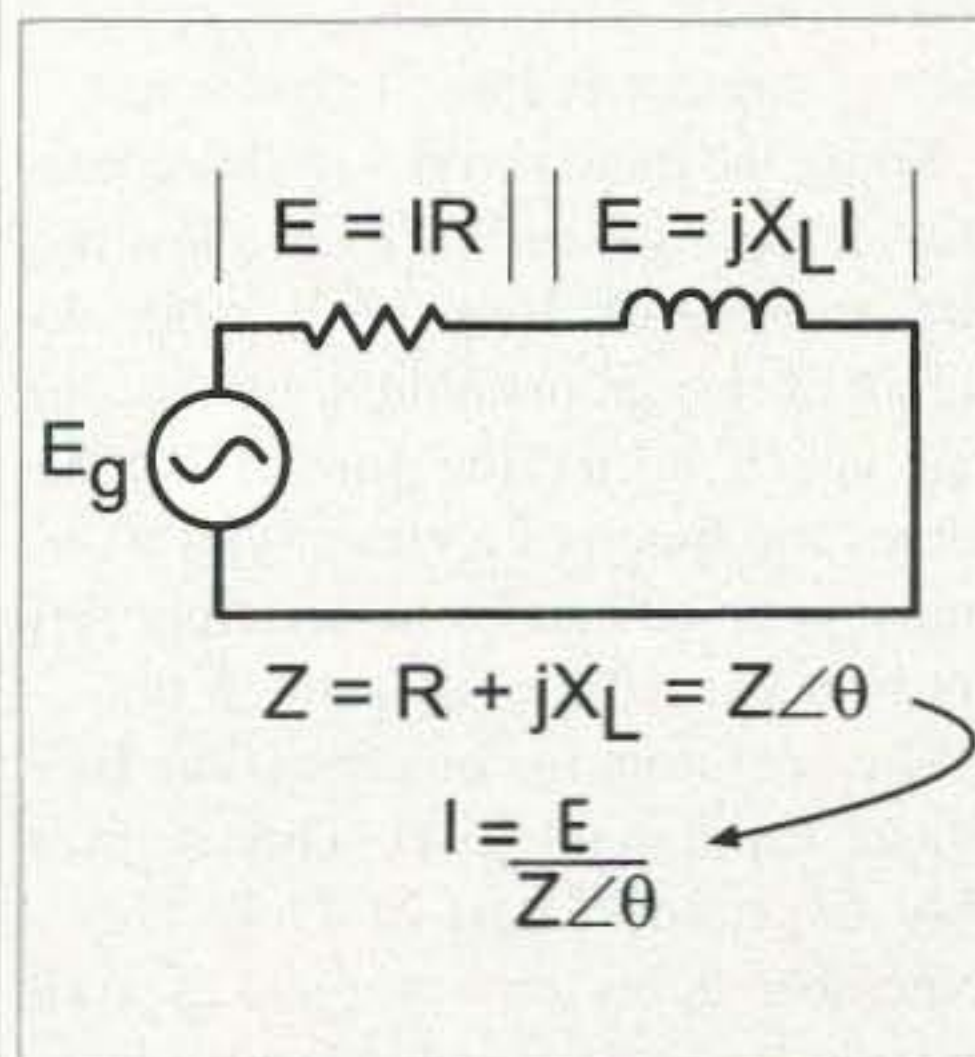 E = IR
E = jXLI
Eg
Z = R + jXL = Z∠θ
I = E
Z∠θ